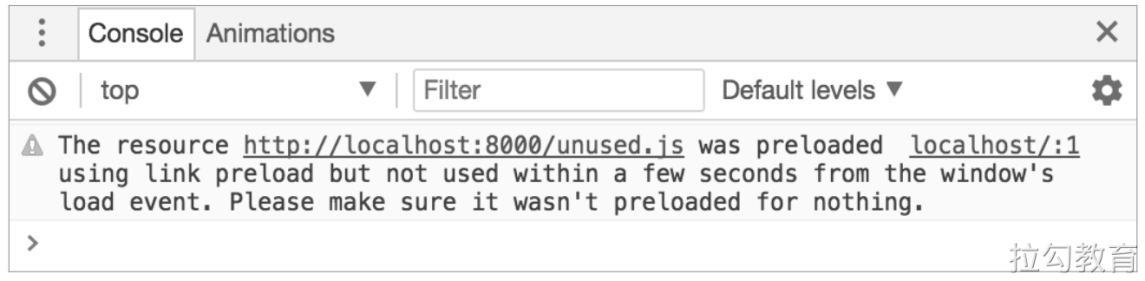 Console Animations
top Filter Default levels
The resource http://localhost:8000/unused.js was preloaded localhost/:1
using link preload but not used within a few seconds from the window's
load event. Please make sure it wasn't preloaded for nothing.
拉勾教育